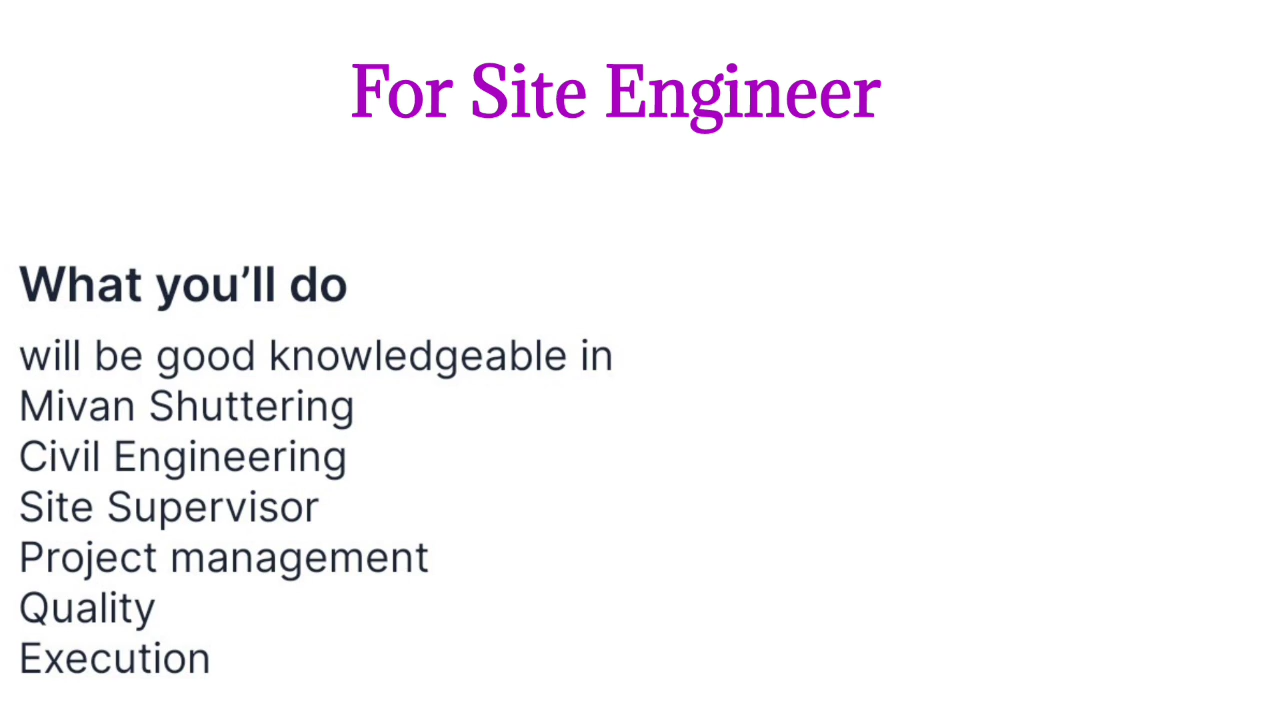 For Site Engineer
What you’ll do
will be good knowledgeable in
Mivan Shuttering
Civil Engineering
Site Supervisor
Project management
Quality
Execution